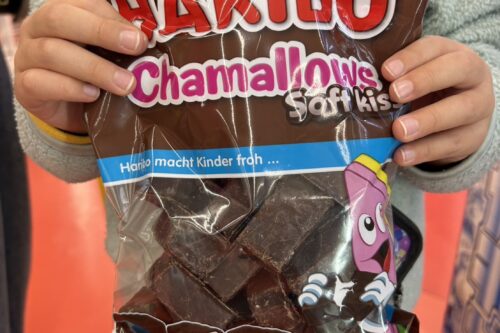 HARIBO
Chamallows
Soft kiss
Haribo macht Kinder froh ...